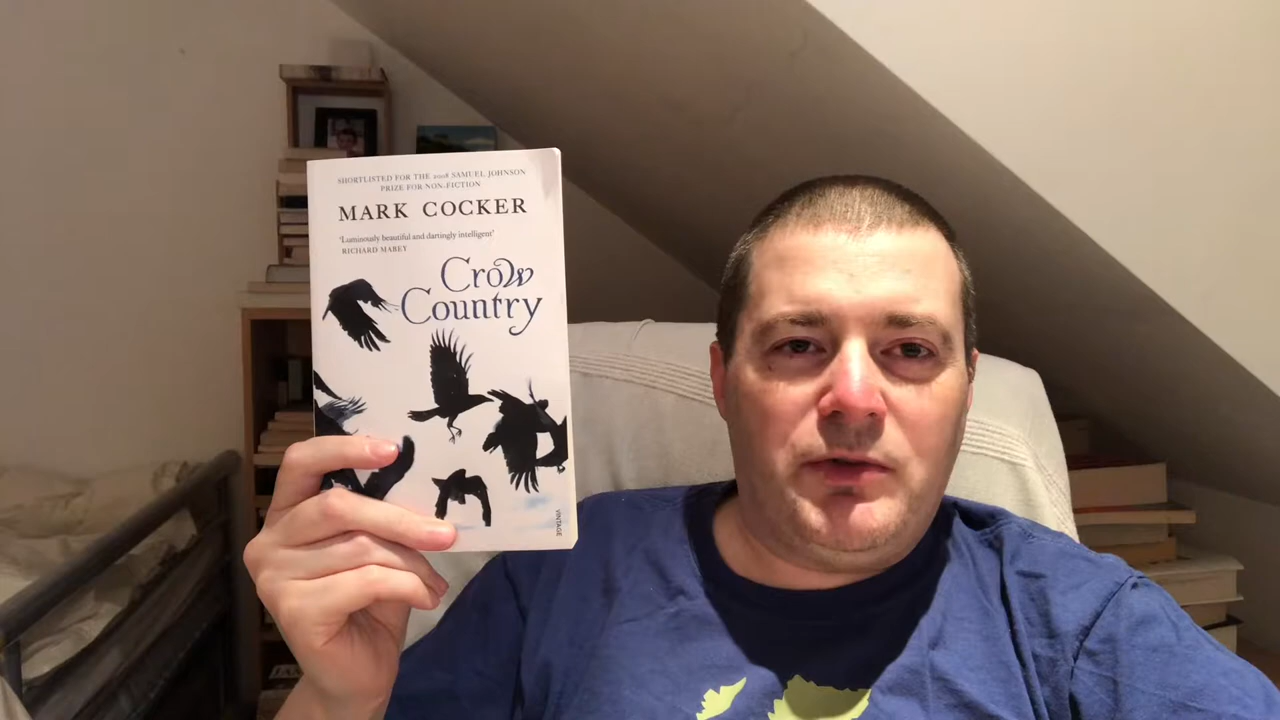 SHORTLISTED FOR THE 2008 SAMUEL JOHNSON
PRIZE FOR NON-FICTION
MARK COCKER
'Luminously beautiful and dartingly intelligent'
RICHARD MABEY
Crow
Country
VINTAGE